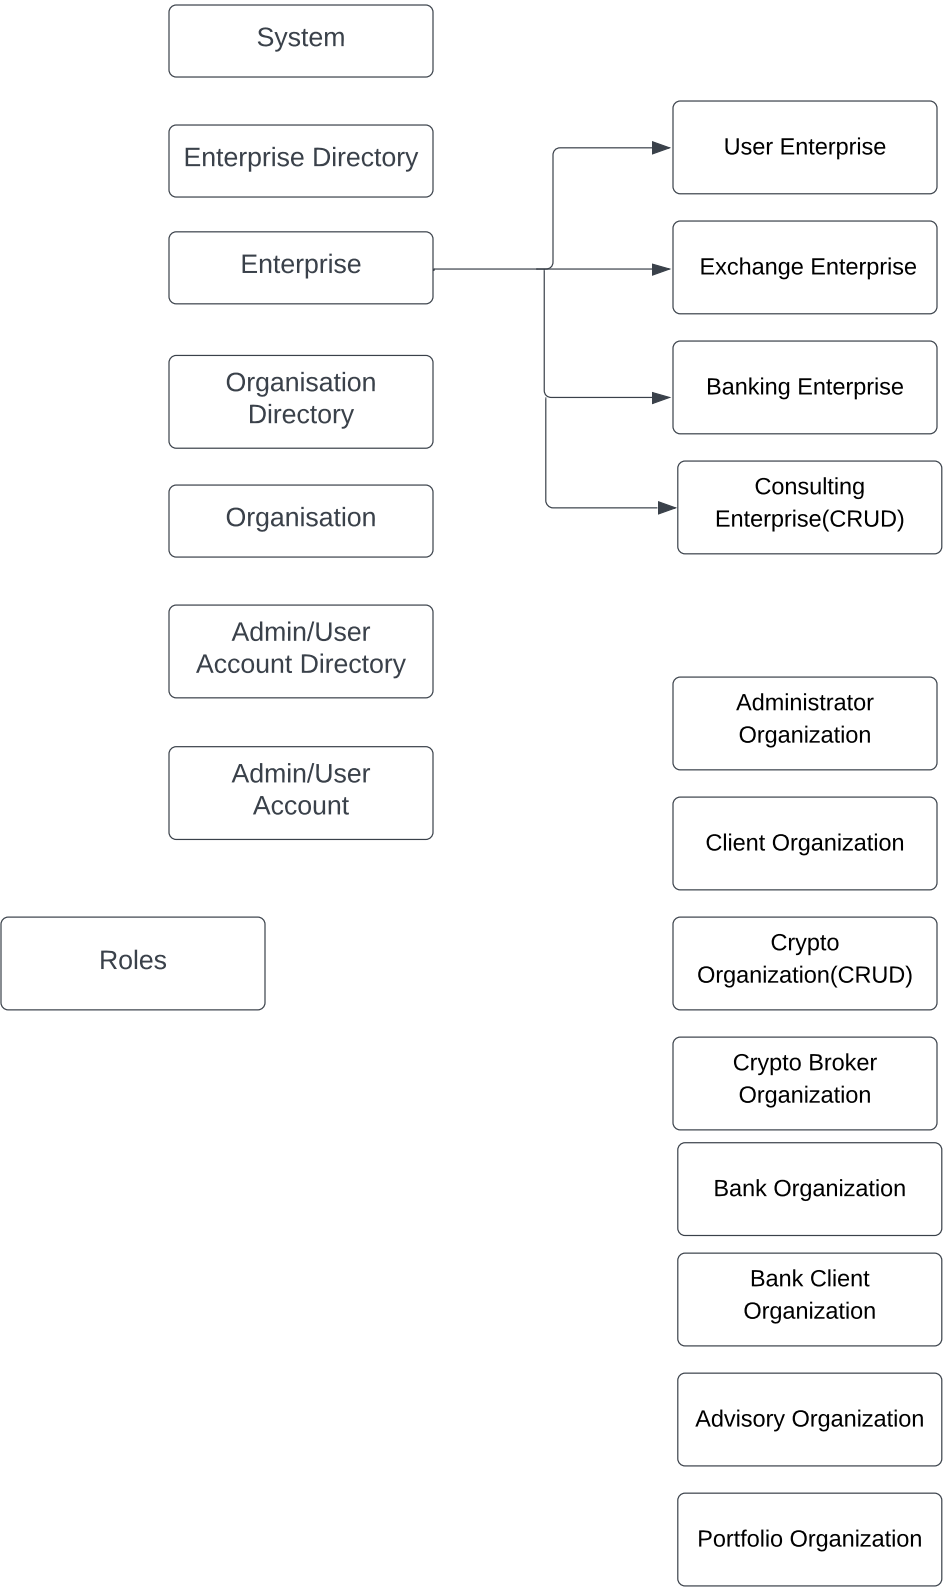 System
Enterprise Directory
User Enterprise
Enterprise
Exchange Enterprise
Organisation
Directory
Banking Enterprise
Organisation
Consulting
Enterprise(CRUD)
Admin/User
Account Directory
Administrator
Organization
Admin/User
Account
Client Organization
Roles
Crypto
Organization(CRUD)
Crypto Broker
Organization
Bank Organization
Bank Client
Organization
Advisory Organization
Portfolio Organization